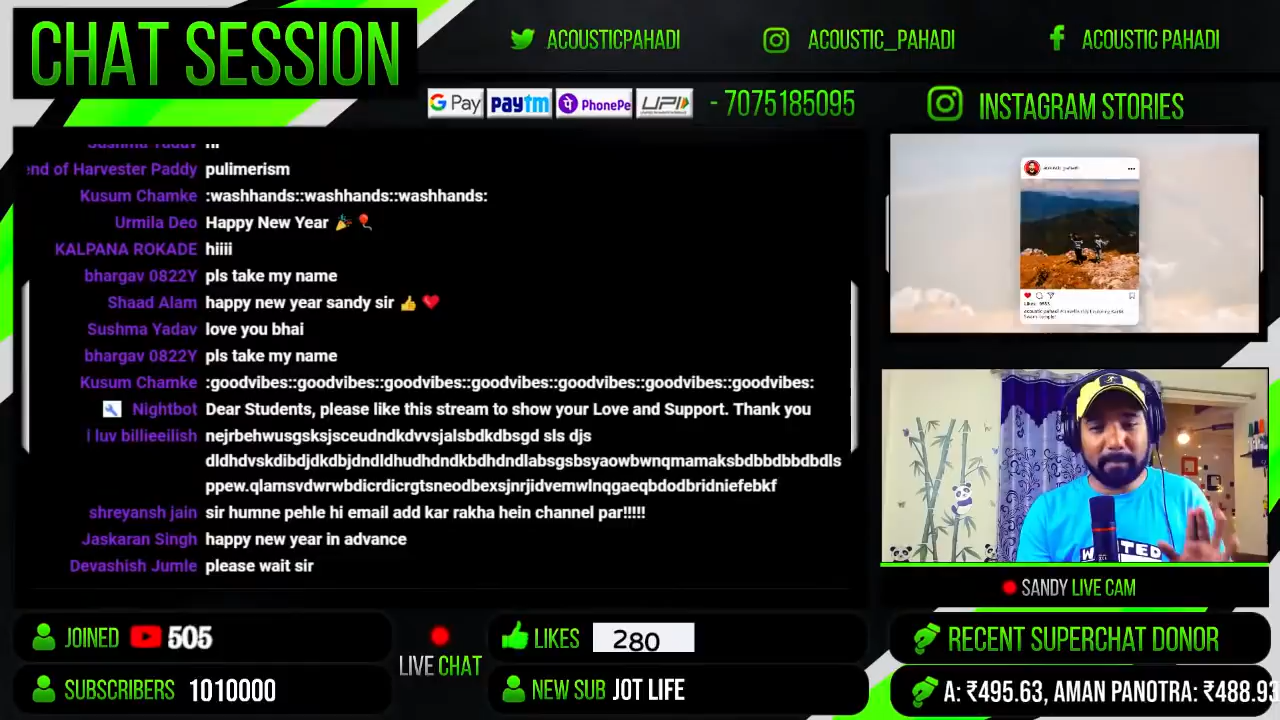 CHAT SESSION
ACOUSTICPAHADI
ACOUSTIC_PAHADI
ACOUSTIC PAHADI
G Pay paytm PhonePe UPI - 7075185095
INSTAGRAM STORIES
Sushma Yadav hi
end of Harvester Paddy pulimerism
Kusum Chamke :washhands::washhands::washhands:
Urmila Deo Happy New Year 🎉🎈
KALPANA ROKADE hiiii
bhargav 0822Y pls take my name
Shaad Alam happy new year sandy sir 👍❤️
Sushma Yadav love you bhai
bhargav 0822Y pls take my name
Kusum Chamke :goodvibes::goodvibes::goodvibes::goodvibes::goodvibes::goodvibes::goodvibes:
Nightbot Dear Students, please like this stream to show your Love and Support. Thank you
i luv billieeilish nejrbehwusgsksjsceudndkdvvsjalsbdkdbsgd sls djs
dldhdvskdibdjdkdbjdndldhudhdndkbdhdndlabsgsbsyaowbwnqmamaksbdbbdbbdbdls
ppew.qlamsvdwrwbdicrdicrgtsneodbexsjnrjidvemwlnqgaeqbdodbridniefebkf
shreyansh jain sir humne pehle hi email add kar rakha hein channel par!!!!!
Jaskaran Singh happy new year in advance
Devashish Jumle please wait sir
acoustic_pahadi
SANDY LIVE CAM
JOINED 505
LIVE CHAT
LIKES 280
SUBSCRIBERS 1010000
NEW SUB JOT LIFE
RECENT SUPERCHAT DONOR
A: ₹495.63, AMAN PANOTRA: ₹488.93